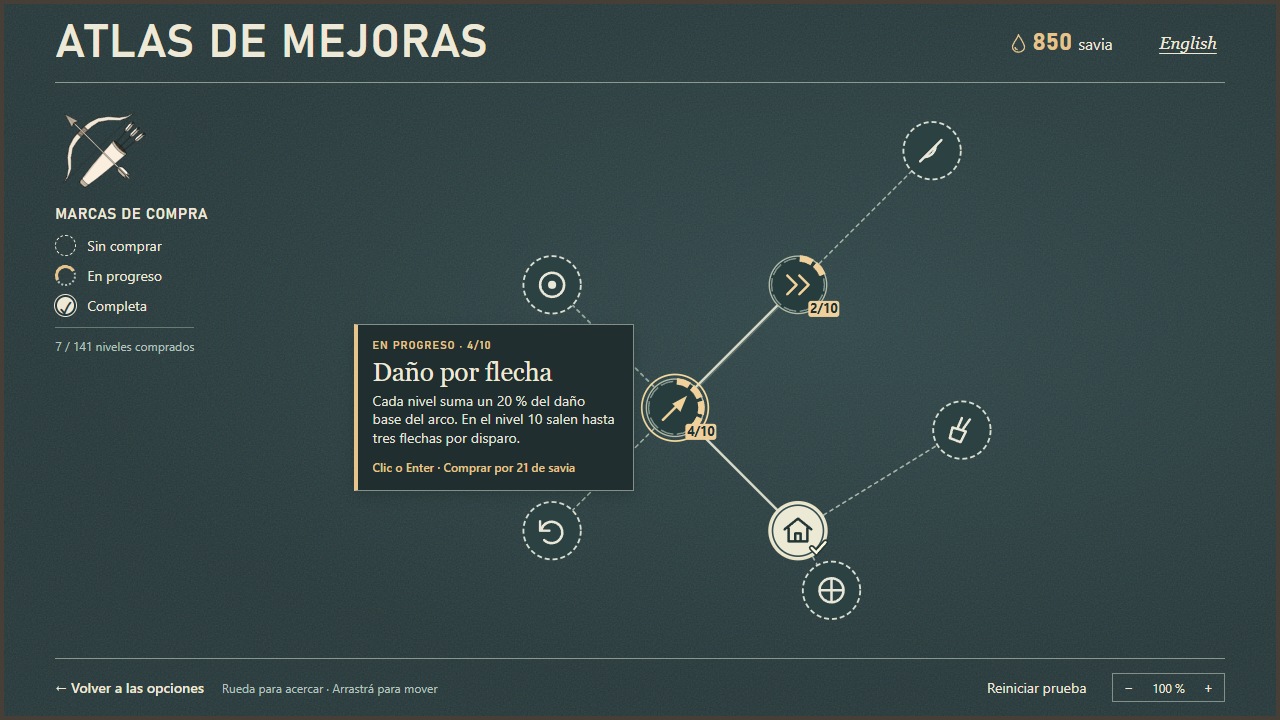 ATLAS DE MEJORAS
850 savia
English
MARCAS DE COMPRA
Sin comprar
En progreso
Completa
7 / 141 niveles comprados
2/10
EN PROGRESO · 4/10
Daño por flecha
Cada nivel suma un 20 % del daño
base del arco. En el nivel 10 salen hasta
tres flechas por disparo.
Clic o Enter · Comprar por 21 de savia
4/10
← Volver a las opciones
Rueda para acercar · Arrastrá para mover
Reiniciar prueba
− 100 % +